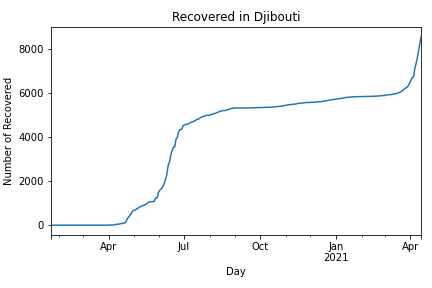 Recovered in Djibouti
Number of Recovered
8000
6000
4000
2000
0
Apr
Jul
Oct
Jan
2021
Apr
Day